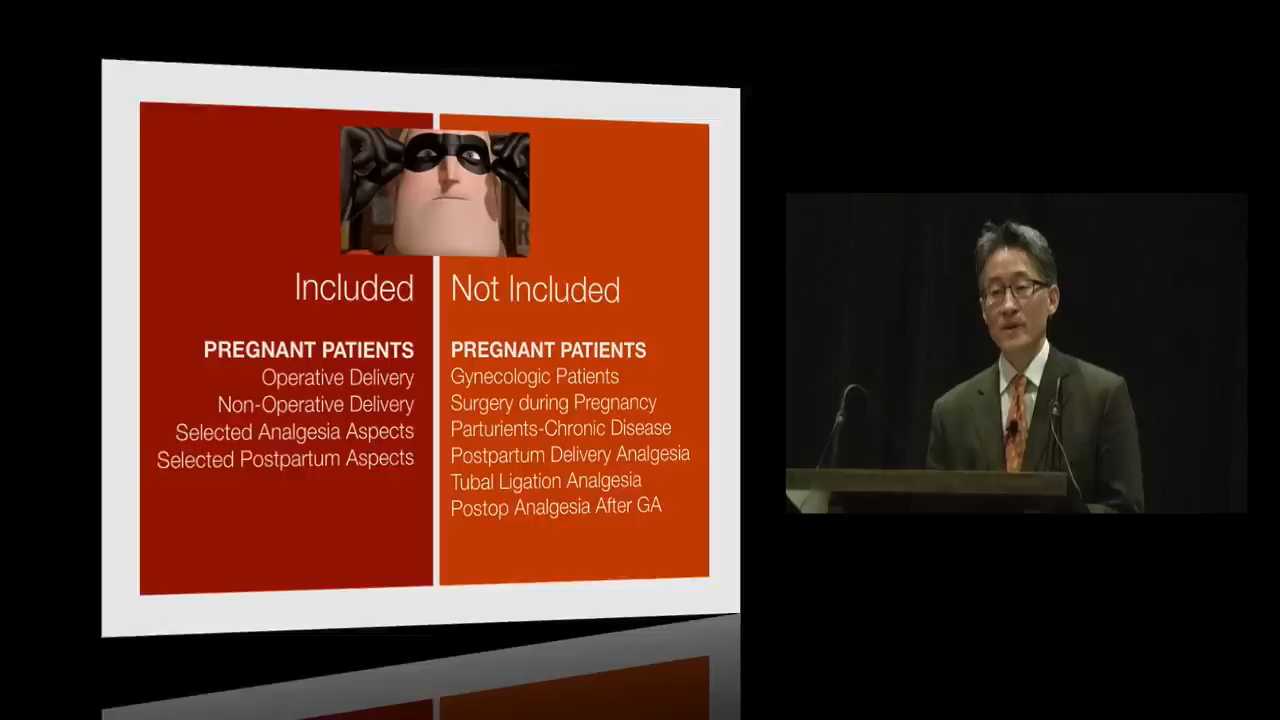 Included
PREGNANT PATIENTS
Operative Delivery
Non-Operative Delivery
Selected Analgesia Aspects
Selected Postpartum Aspects
Not Included
PREGNANT PATIENTS
Gynecologic Patients
Surgery during Pregnancy
Parturients-Chronic Disease
Postpartum Delivery Analgesia
Tubal Ligation Analgesia
Postop Analgesia After GA